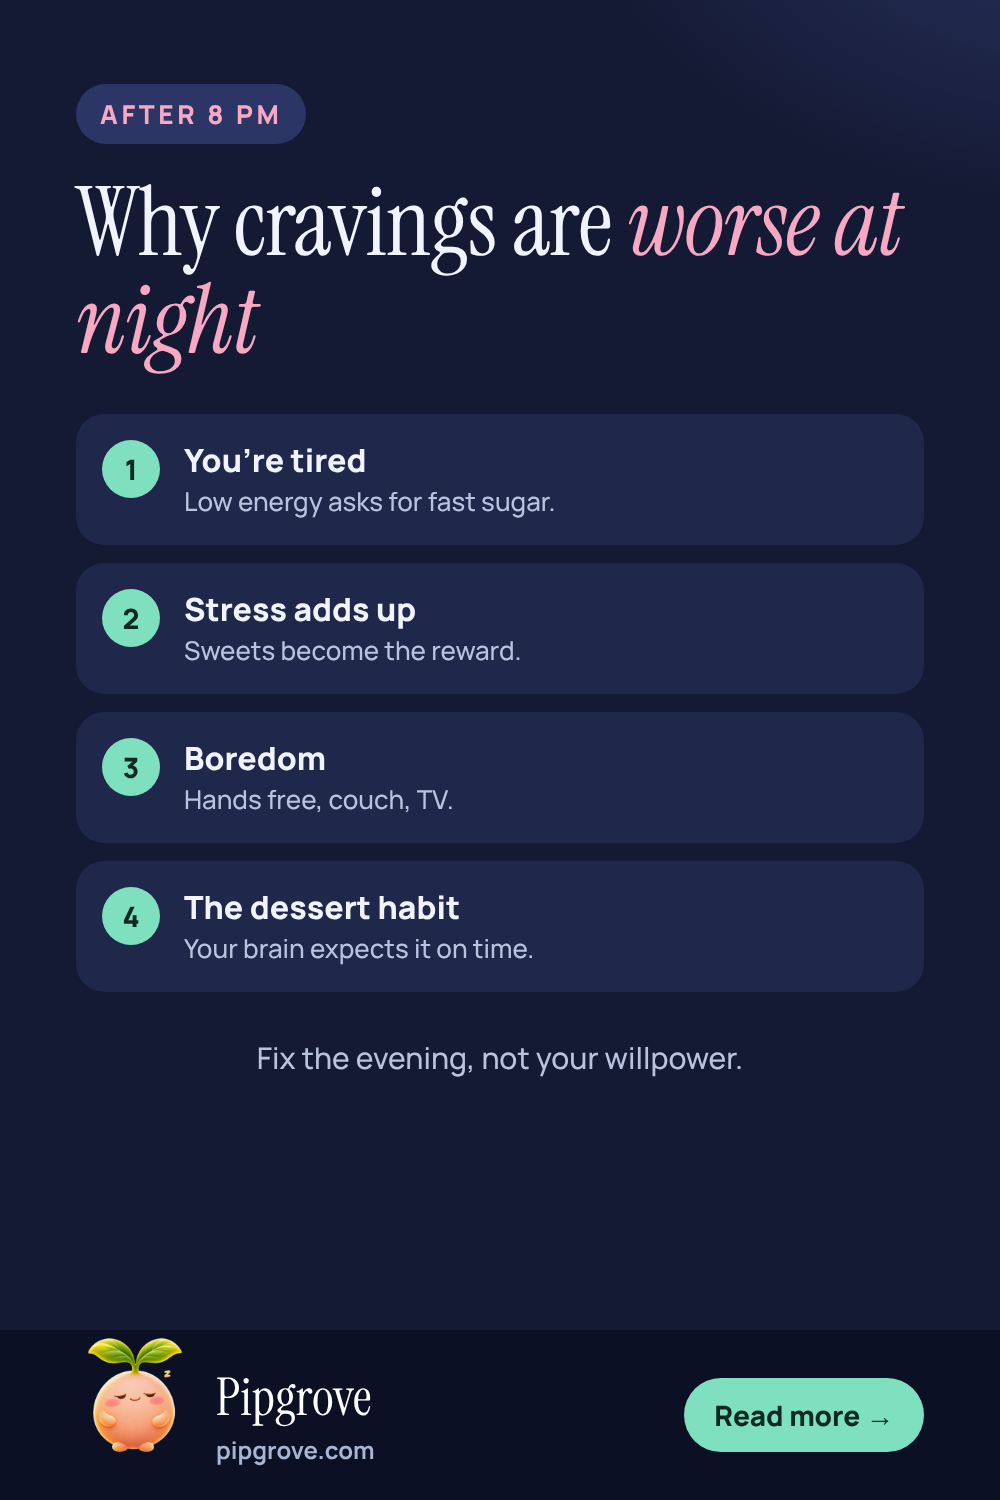 AFTER 8 PM
Why cravings are worse at
night
1
You’re tired
Low energy asks for fast sugar.
2
Stress adds up
Sweets become the reward.
3
Boredom
Hands free, couch, TV.
4
The dessert habit
Your brain expects it on time.
Fix the evening, not your willpower.
z
Pipgrove
pipgrove.com
Read more →